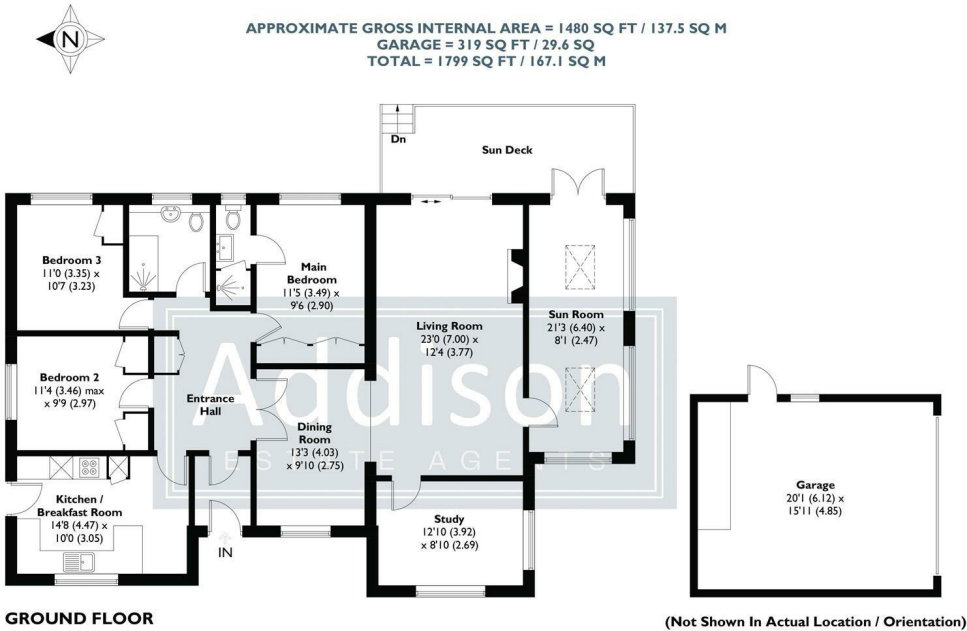 N
APPROXIMATE GROSS INTERNAL AREA = 1480 SQ FT / 137.5 SQ M
GARAGE = 319 SQ FT / 29.6 SQ
TOTAL = 1799 SQ FT / 167.1 SQ M
Dn
Sun Deck
Bedroom 3
11'0 (3.35) x
10'7 (3.23)
Main
Bedroom
11'5 (3.49) x
9'6 (2.90)
Living Room
23'0 (7.00) x
12'4 (3.77)
Sun Room
21'3 (6.40) x
8'1 (2.47)
Bedroom 2
11'4 (3.46) max
x 9'9 (2.97)
Entrance
Hall
Addison
ESTATE AGENTS
Dining
Room
13'3 (4.03)
x 9'10 (2.75)
Kitchen /
Breakfast Room
14'8 (4.47) x
10'0 (3.05)
Study
12'10 (3.92)
x 8'10 (2.69)
Garage
20'1 (6.12) x
15'11 (4.85)
IN
GROUND FLOOR
(Not Shown In Actual Location / Orientation)